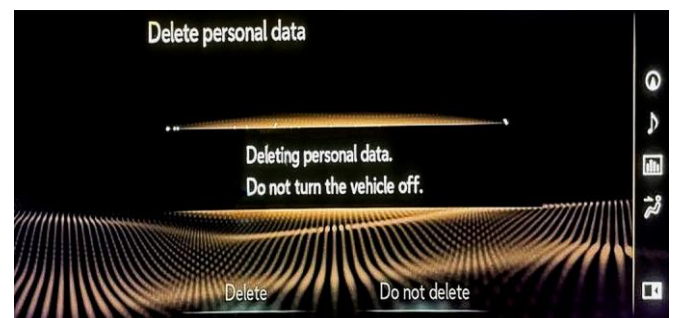 Delete personal data
Deleting personal data.
Do not turn the vehicle off.
Delete
Do not delete